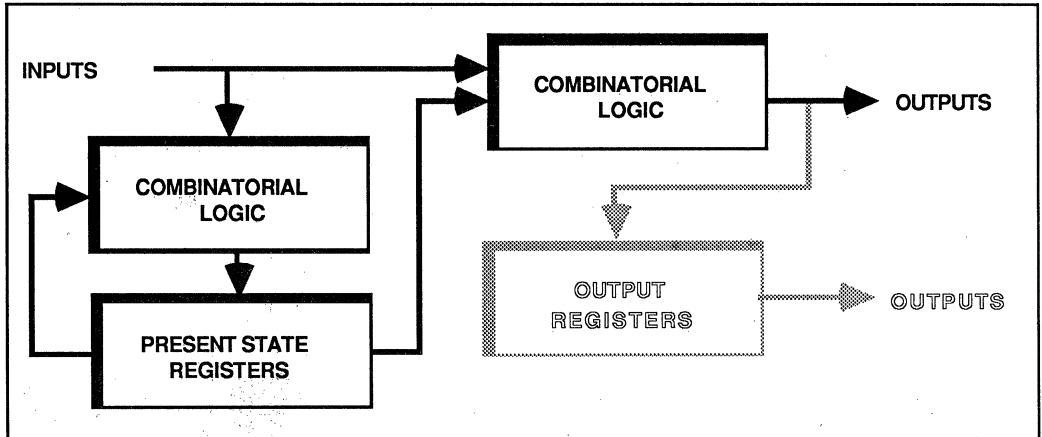 INPUTS
COMBINATORIAL
LOGIC
OUTPUTS
COMBINATORIAL
LOGIC
OUTPUT
REGISTERS
OUTPUTS
PRESENT STATE
REGISTERS